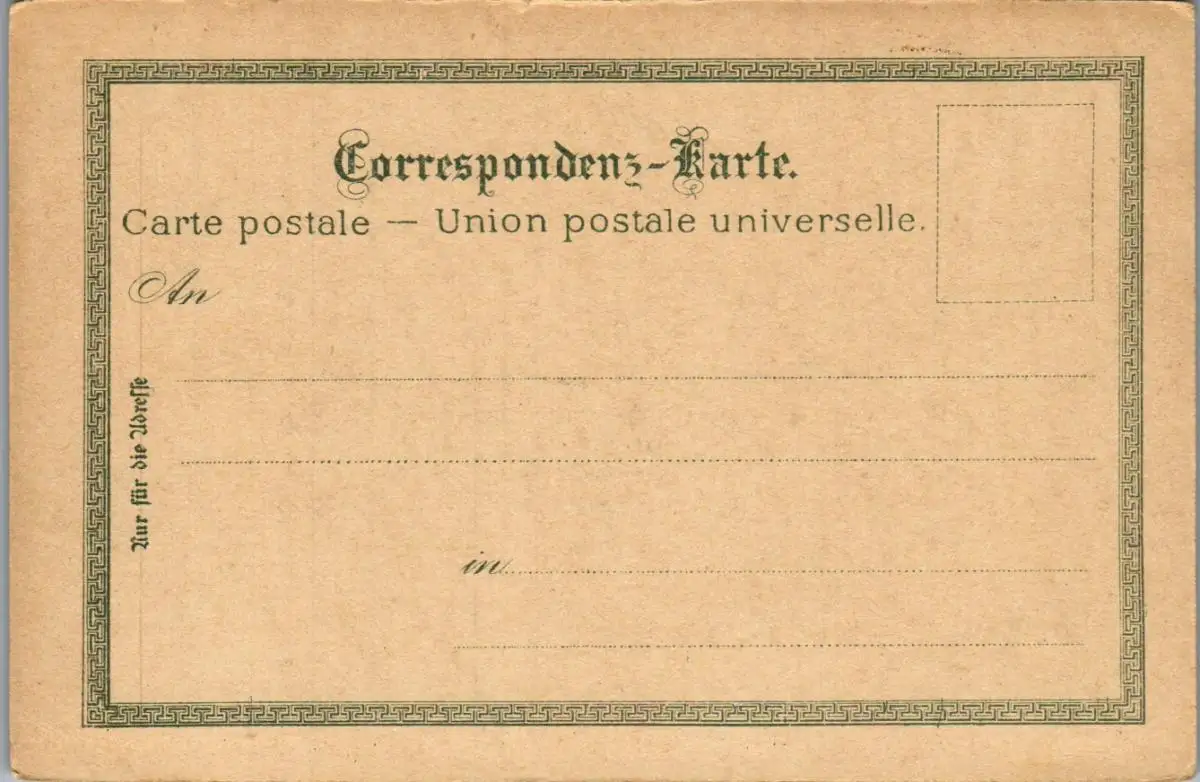 Correspondenz-Karte.
Carte postale — Union postale universelle.
An
Nur für die Adresse
in